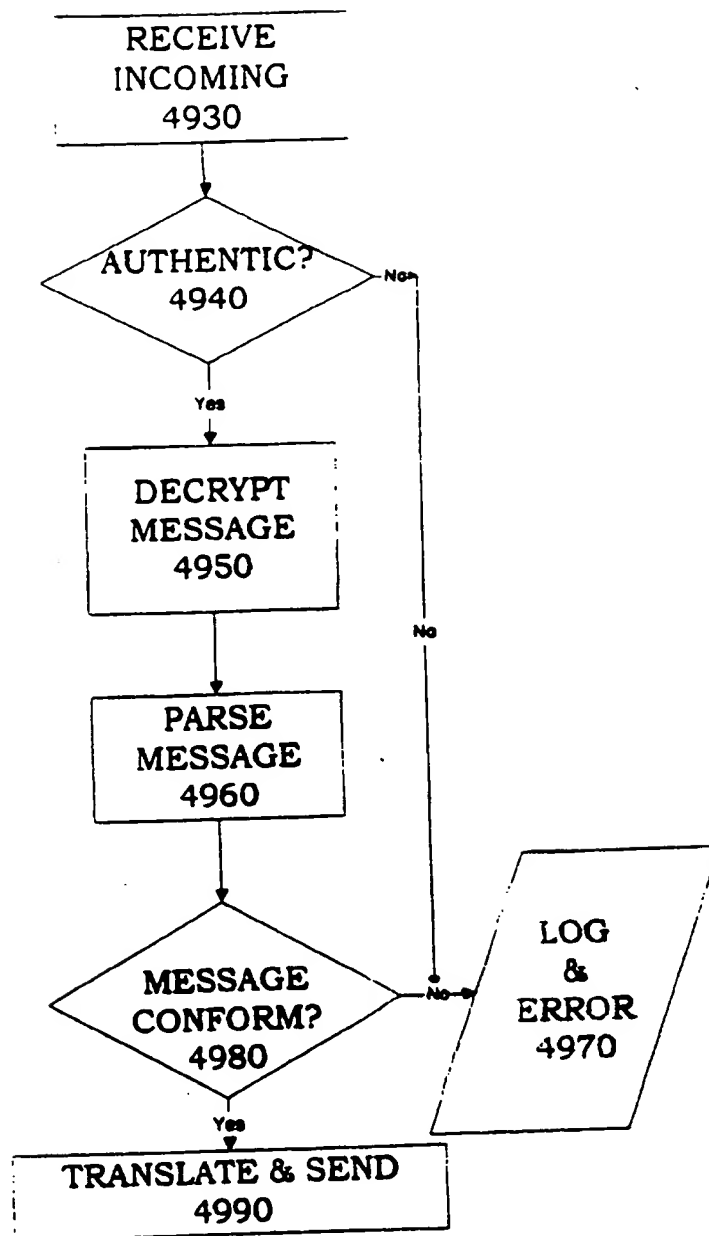 RECEIVE
INCOMING
4930
AUTHENTIC?
4940
No
Yes
DECRYPT
MESSAGE
4950
No
PARSE
MESSAGE
4960
MESSAGE
CONFORM?
4980
No
LOG
&
ERROR
4970
Yes
TRANSLATE & SEND
4990